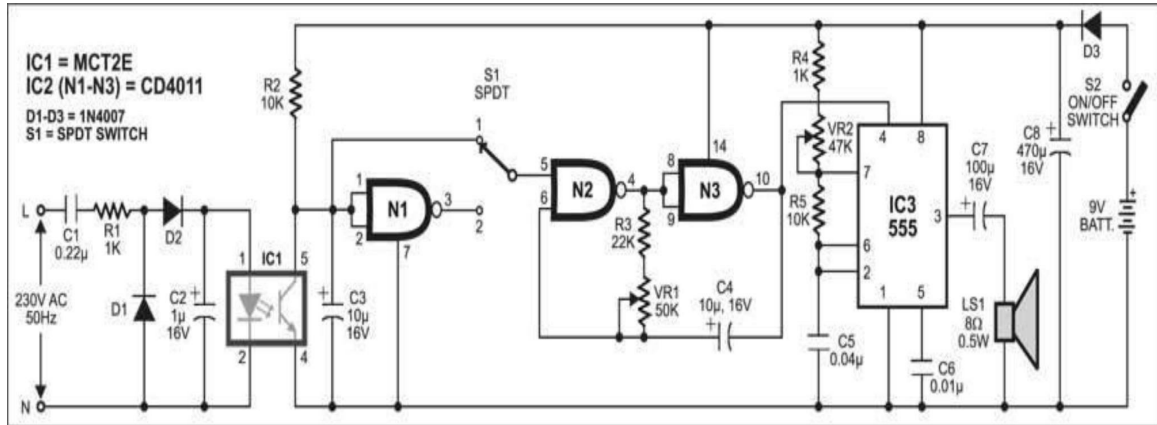 IC1 = MCT2E
IC2 (N1-N3) = CD4011
D1-D3 = 1N4007
S1 = SPDT SWITCH
R2
10K
S1
SPDT
1
2
R4
1K
D3
S2
ON/OFF
SWITCH
VR2
47K
C7
100µ
16V
C8
470µ
16V
1
2
N1
3
7
5
6
N2
4
8
9
14
N3
10
R3
22K
VR1
50K
C4
10µ, 16V
R5
10K
4
8
7
6
2
3
1
5
IC3
555
9V
BATT.
L
C1
0.22µ
R1
1K
D2
230V AC
50Hz
D1
C2
1µ
16V
1
IC1
5
2
4
C3
10µ
16V
C5
0.04µ
C6
0.01µ
LS1
8Ω
0.5W
N